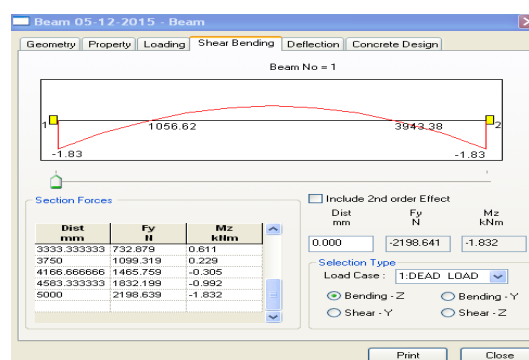 Beam 05-12-2015 - Beam
Geometry Property Loading Shear Bending Deflection Concrete Design
Beam No = 1
1 1056.62 3943.38 2
-1.83 -1.83
Section Forces
Dist mm Fy N Mz kNm
3333.333333 732.879 0.611
3750 1099.319 0.229
4166.666666 1465.759 -0.305
4583.333333 1832.199 -0.992
5000 2198.639 -1.832
Include 2nd order Effect
Dist mm Fy N Mz kNm
0.000 -2198.641 -1.832
Selection Type
Load Case : 1:DEAD LOAD
Bending - Z Bending - Y
Shear - Y Shear - Z
Print Close